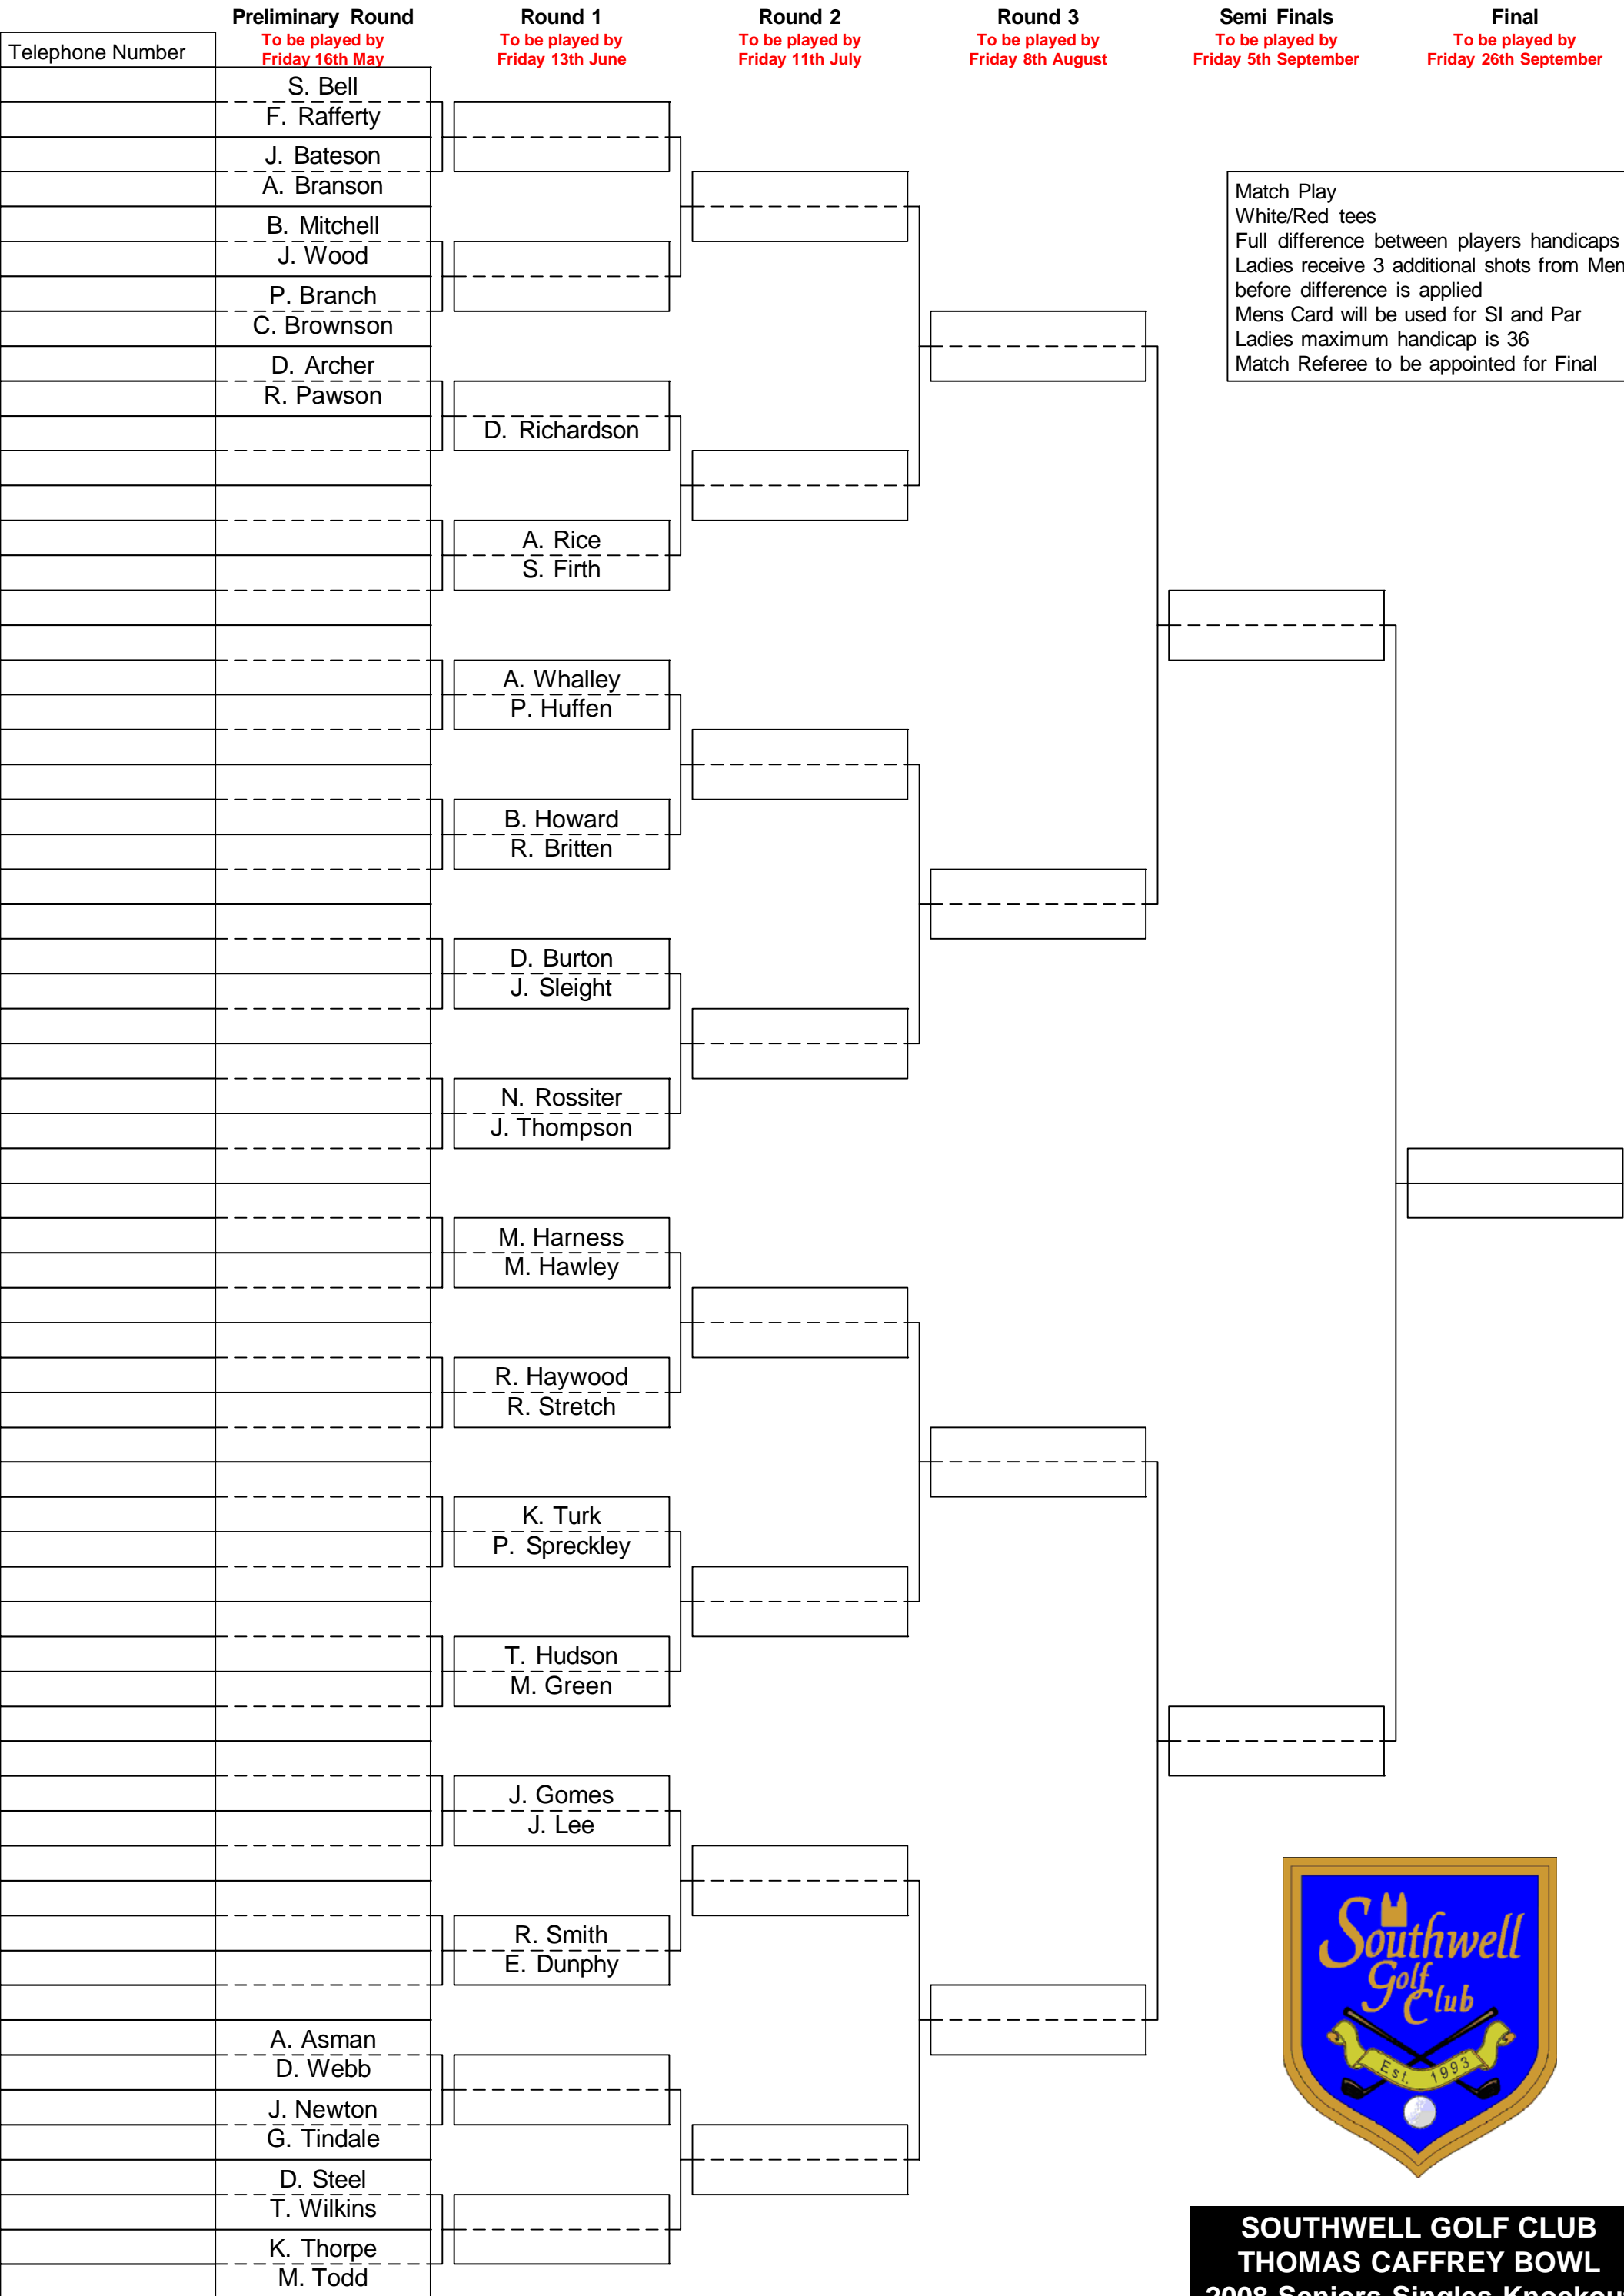 Preliminary Round
To be played by
Friday 16th May
Round 1
To be played by
Friday 13th June
Round 2
To be played by
Friday 11th July
Round 3
To be played by
Friday 8th August
Semi Finals
To be played by
Friday 5th September
Final
To be played by
Friday 26th September
Telephone Number
S. Bell
F. Rafferty
J. Bateson
A. Branson
B. Mitchell
J. Wood
P. Branch
C. Brownson
D. Archer
R. Pawson
A. Asman
D. Webb
J. Newton
G. Tindale
D. Steel
T. Wilkins
K. Thorpe
M. Todd
D. Richardson
A. Rice
S. Firth
A. Whalley
P. Huffen
B. Howard
R. Britten
D. Burton
J. Sleight
N. Rossiter
J. Thompson
M. Harness
M. Hawley
R. Haywood
R. Stretch
K. Turk
P. Spreckley
T. Hudson
M. Green
J. Gomes
J. Lee
R. Smith
E. Dunphy
Match Play
White/Red tees
Full difference between players handicaps
Ladies receive 3 additional shots from Men
before difference is applied
Mens Card will be used for SI and Par
Ladies maximum handicap is 36
Match Referee to be appointed for Final
Southwell
Golf
Club
Est. 1993
SOUTHWELL GOLF CLUB
THOMAS CAFFREY BOWL
2008 Seniors Singles Knockout